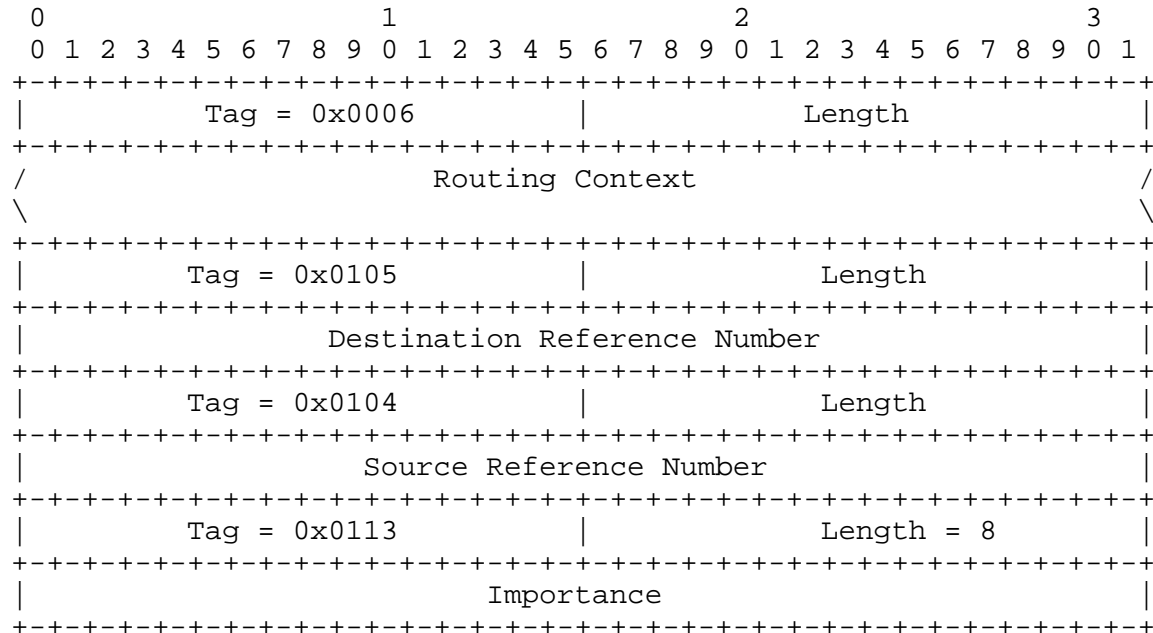 0                   1                   2                   3
 0 1 2 3 4 5 6 7 8 9 0 1 2 3 4 5 6 7 8 9 0 1 2 3 4 5 6 7 8 9 0 1
+-+-+-+-+-+-+-+-+-+-+-+-+-+-+-+-+-+-+-+-+-+-+-+-+-+-+-+-+-+-+-+-+
|          Tag = 0x0006         |            Length             |
+-+-+-+-+-+-+-+-+-+-+-+-+-+-+-+-+-+-+-+-+-+-+-+-+-+-+-+-+-+-+-+-+
/                       Routing Context                         /
\                                                               \
+-+-+-+-+-+-+-+-+-+-+-+-+-+-+-+-+-+-+-+-+-+-+-+-+-+-+-+-+-+-+-+-+
|         Tag = 0x0105          |             Length            |
+-+-+-+-+-+-+-+-+-+-+-+-+-+-+-+-+-+-+-+-+-+-+-+-+-+-+-+-+-+-+-+-+
|                 Destination Reference Number                  |
+-+-+-+-+-+-+-+-+-+-+-+-+-+-+-+-+-+-+-+-+-+-+-+-+-+-+-+-+-+-+-+-+
|         Tag = 0x0104          |             Length            |
+-+-+-+-+-+-+-+-+-+-+-+-+-+-+-+-+-+-+-+-+-+-+-+-+-+-+-+-+-+-+-+-+
|                   Source Reference Number                     |
+-+-+-+-+-+-+-+-+-+-+-+-+-+-+-+-+-+-+-+-+-+-+-+-+-+-+-+-+-+-+-+-+
|         Tag = 0x0113          |             Length = 8        |
+-+-+-+-+-+-+-+-+-+-+-+-+-+-+-+-+-+-+-+-+-+-+-+-+-+-+-+-+-+-+-+-+
|                          Importance                           |
+-+-+-+-+-+-+-+-+-+-+-+-+-+-+-+-+-+-+-+-+-+-+-+-+-+-+-+-+-+-+-+-+